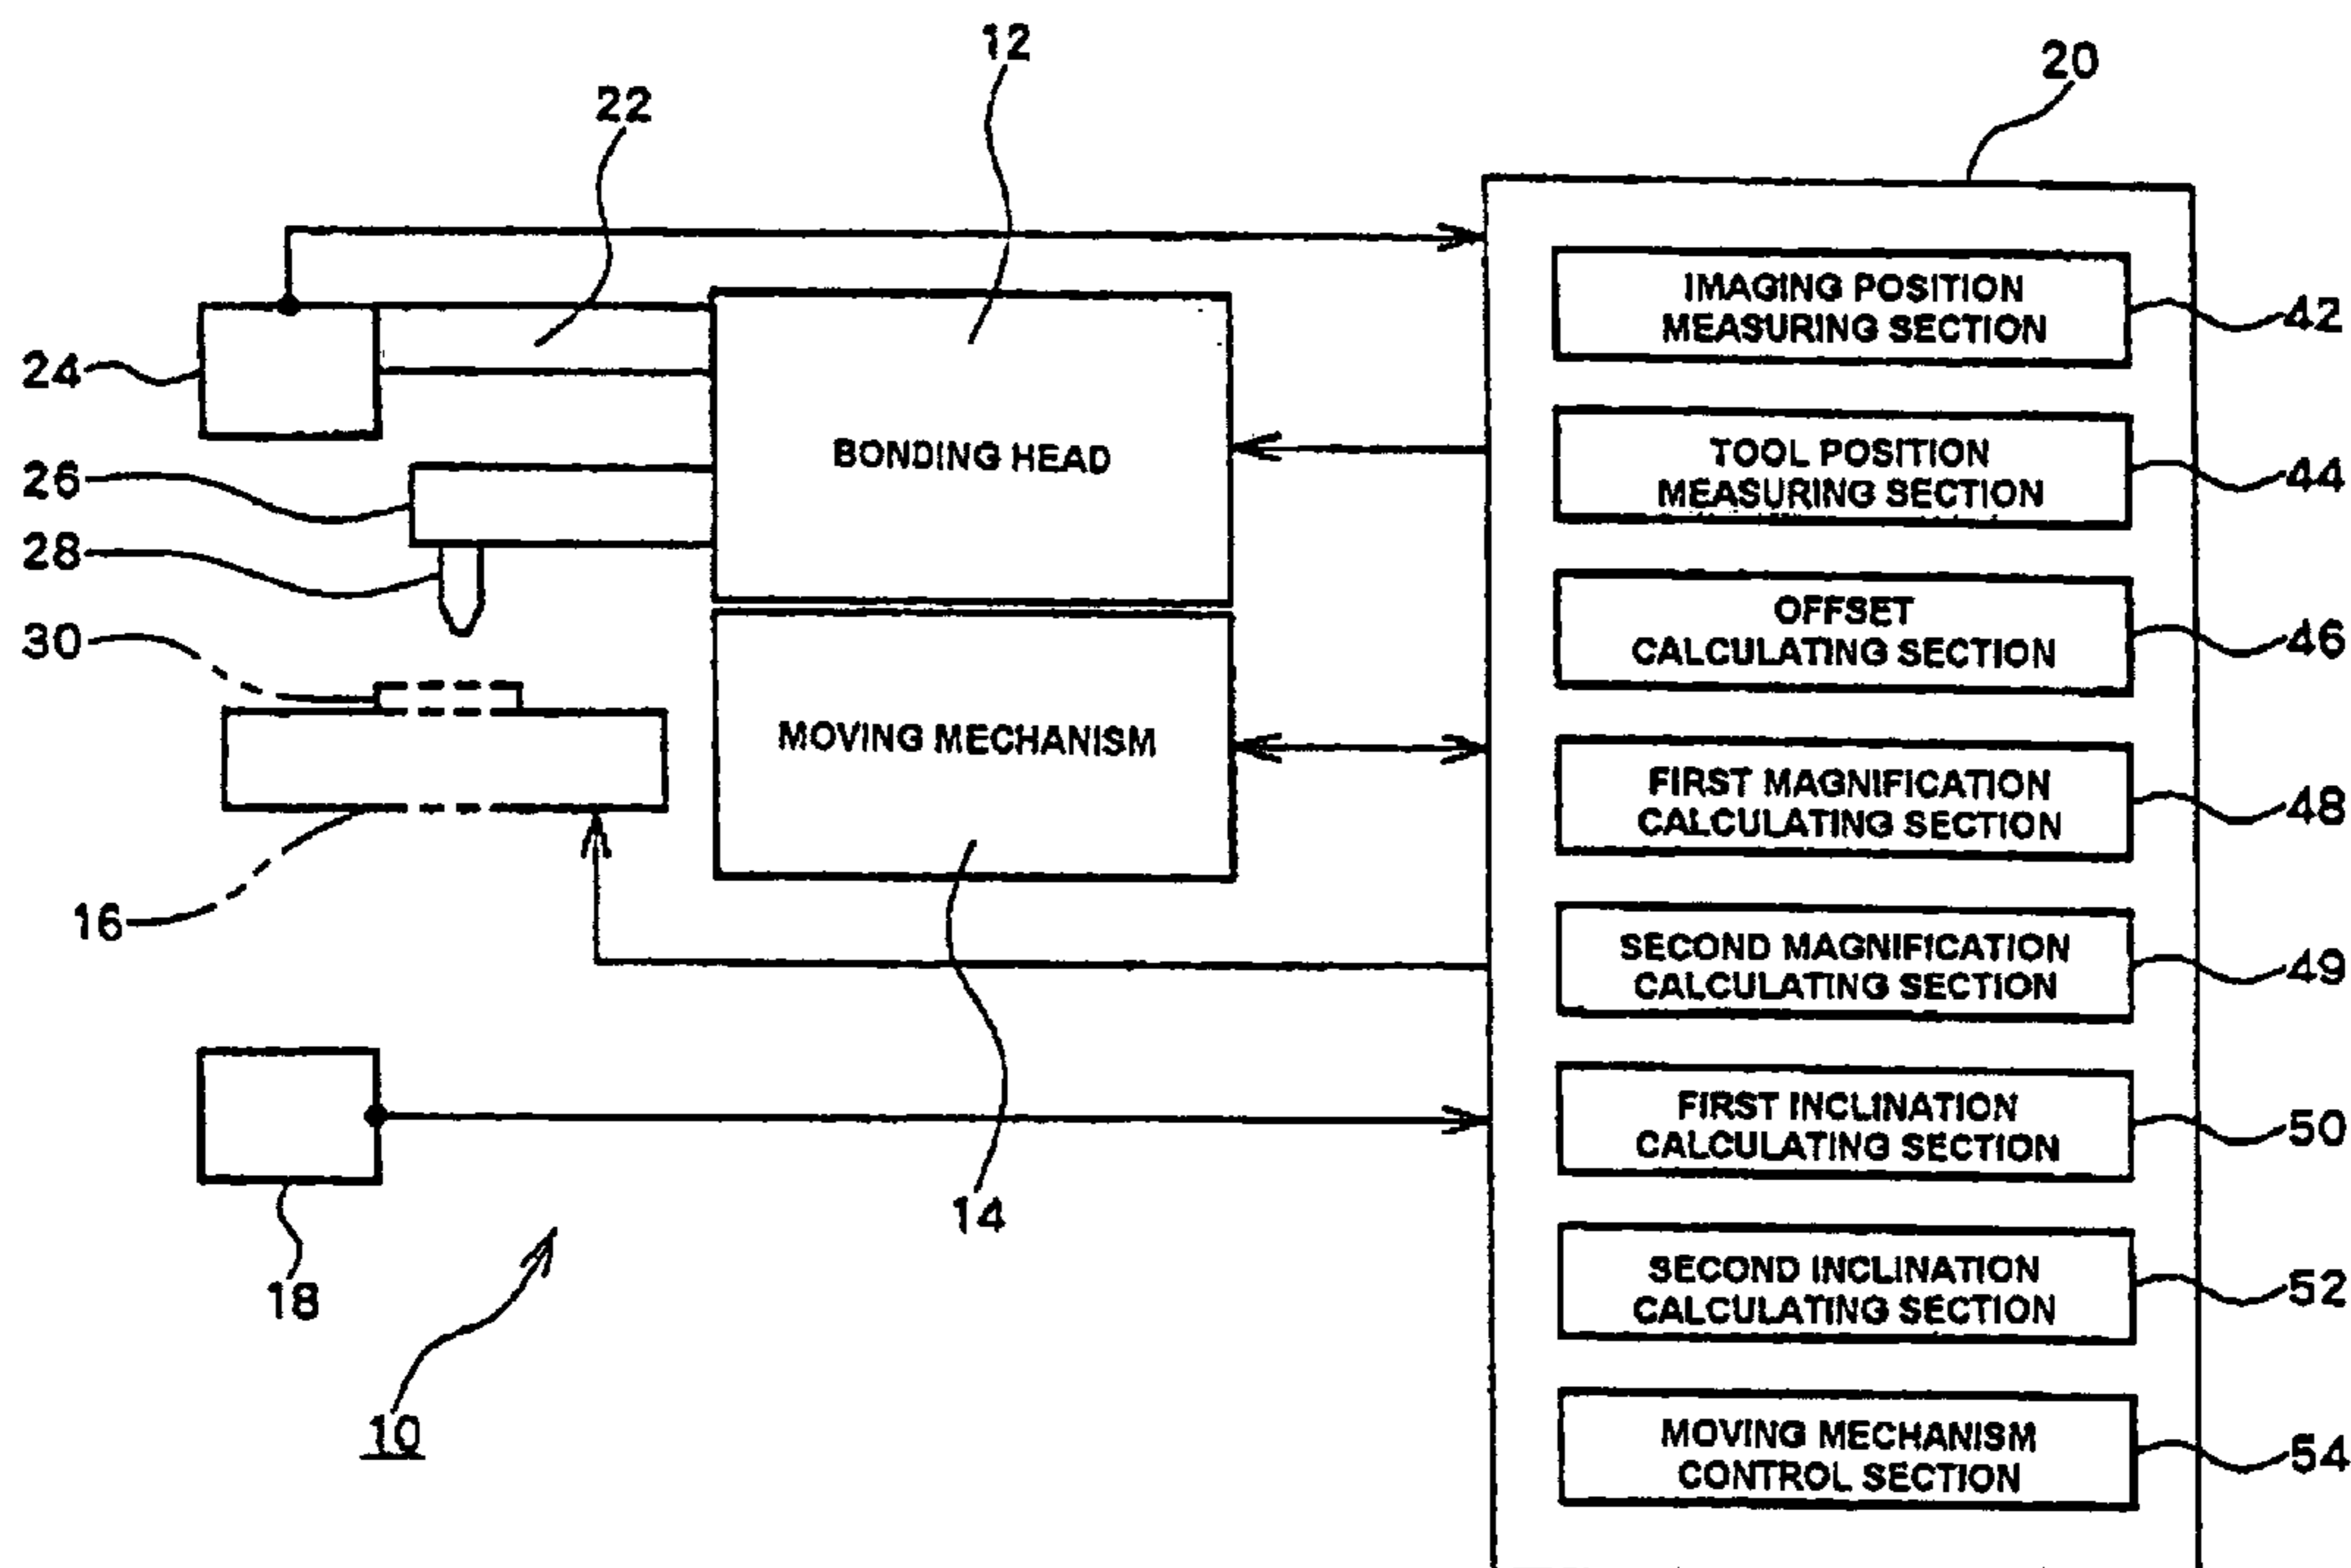 12
20
22
IMAGING POSITION
MEASURING SECTION
42
24
BONDING HEAD
TOOL POSITION
MEASURING SECTION
44
26
28
OFFSET
CALCULATING SECTION
46
30
MOVING MECHANISM
FIRST MAGNIFICATION
CALCULATING SECTION
48
16
SECOND MAGNIFICATION
CALCULATING SECTION
49
FIRST INCLINATION
CALCULATING SECTION
50
14
18
SECOND INCLINATION
CALCULATING SECTION
52
10
MOVING MECHANISM
CONTROL SECTION
54